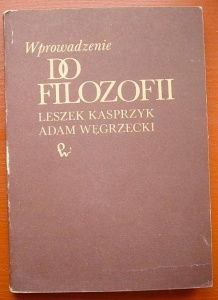 Wprowadzenie
DO
FILOZOFII
LESZEK KASPRZYK
ADAM WĘGRZECKI